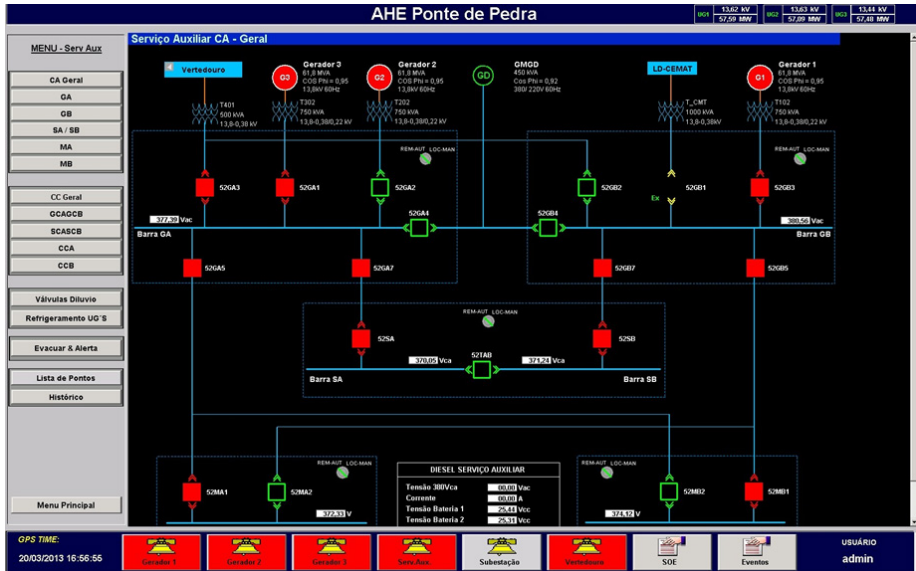 AHE Ponte de Pedra
UG1 13,62 kV 57,59 MW
UG2 13,63 kV 57,09 MW
UG3 13,44 kV 57,48 MW
MENU - Serv Aux
CA Geral
GA
GB
SA / SB
MA
MB
CC Geral
GCAGCB
SCASCB
CCA
CCB
Válvulas Diluvio
Refrigeramento UG´S
Evacuar & Alerta
Lista de Pontos
Histórico
Menu Principal
Serviço Auxiliar CA - Geral
Vertedouro
T401
500 kVA
13,8-0,38 kV
Gerador 3
61,8 MVA
COS Phi = 0,95
13,8kV 60Hz
G3
T302
750 kVA
13,8-0,38/0,22 kV
Gerador 2
61,8 MVA
COS Phi = 0,95
13,8kV 60Hz
G2
T202
750 kVA
13,8-0,38/0,22 kV
GMGD
450 kVA
Cos Phi = 0,92
380/ 220V 60Hz
GD
LD-CEMAT
T_CMT
1000 kVA
13,8-0,38kV
Gerador 1
61,8 MVA
COS Phi = 0,95
13,8kV 60Hz
G1
T102
750 kVA
13,8-0,38/0,22 kV
REM-AUT LOC-MAN
REM-AUT LOC-MAN
52GA3
52GA1
52GA2
52GB2
52GB1
Ex
52GB3
377,39 Vac
52GA4
52GB4
380,56 Vac
Barra GA
Barra GB
52GA5
52GA7
52GB7
52GB5
REM-AUT LOC-MAN
52SA
52SB
370,05 Vca
52TAB
371,24 Vca
Barra SA
Barra SB
REM-AUT LOC-MAN
REM-AUT LOC-MAN
52MA1
52MA2
52MB2
52MB1
372,33 V
374,12 V
DIESEL SERVIÇO AUXILIAR
Tensão 380Vca 00,00 Vac
Corrente 00,00 A
Tensão Bateria 1 25,44 Vcc
Tensão Bateria 2 25,31 Vcc
GPS TIME:
20/03/2013 16:56:55
Gerador 1
Gerador 2
Gerador 3
Serv.Aux.
Subestação
Vertedouro
SOE
Eventos
USUÁRIO
admin